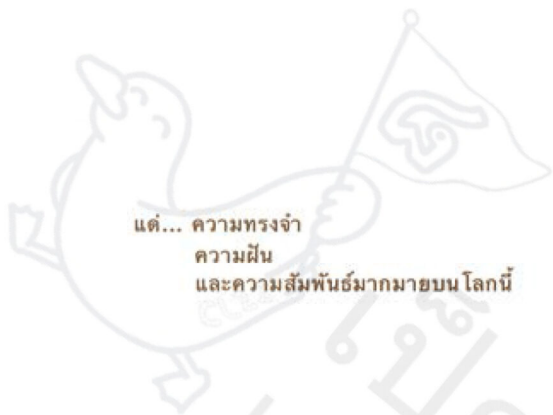 แด่... ความทรงจำ
ความฝัน
และความสัมพันธ์มากมายบนโลกนี้